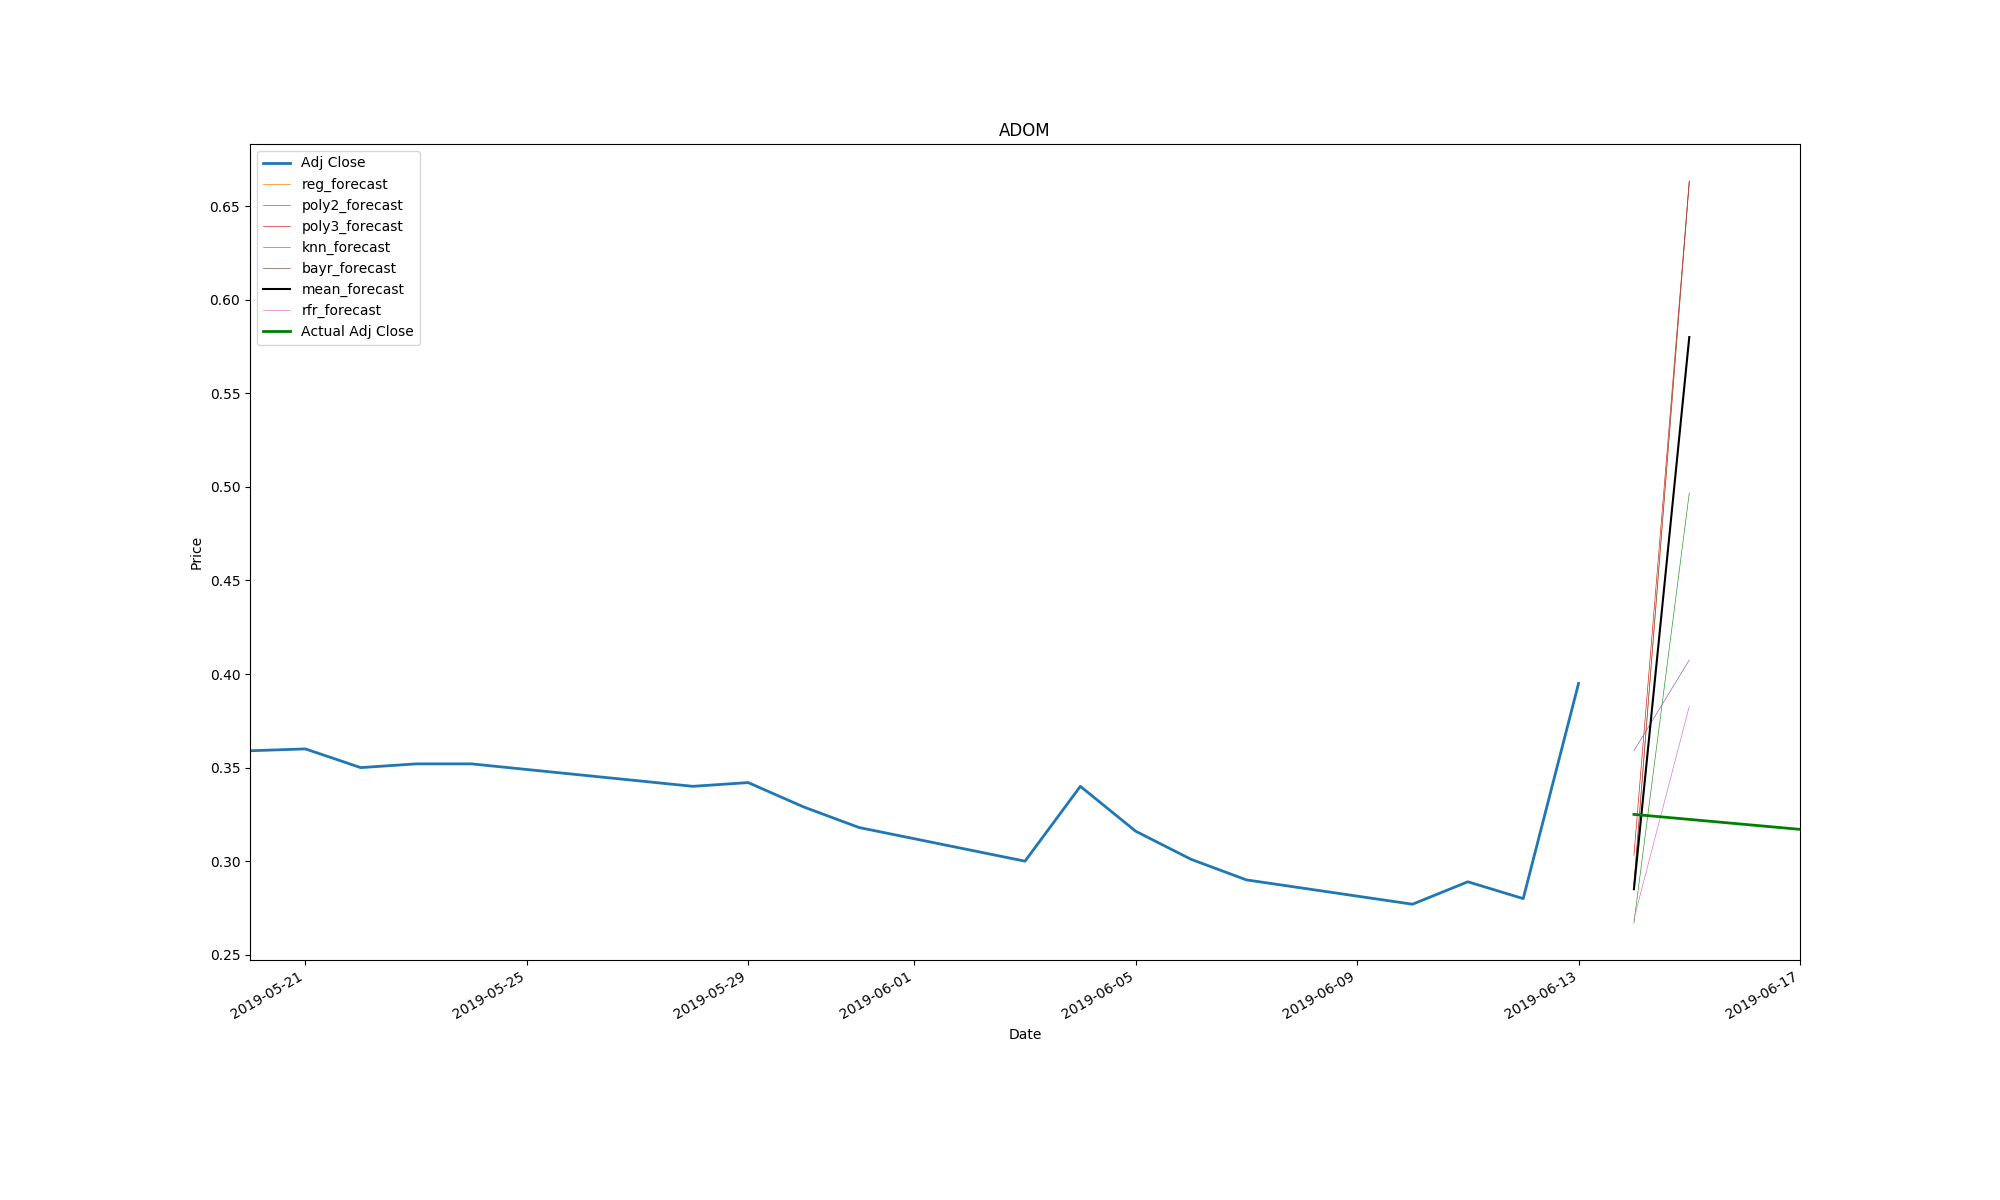 ADOM
Adj Close
reg_forecast
poly2_forecast
poly3_forecast
knn_forecast
bayr_forecast
mean_forecast
rfr_forecast
Actual Adj Close
0.65
0.60
0.55
0.50
0.45
0.40
0.35
0.30
0.25
Price
2019-05-21
2019-05-25
2019-05-29
2019-06-01
2019-06-05
2019-06-09
2019-06-13
2019-06-17
Date